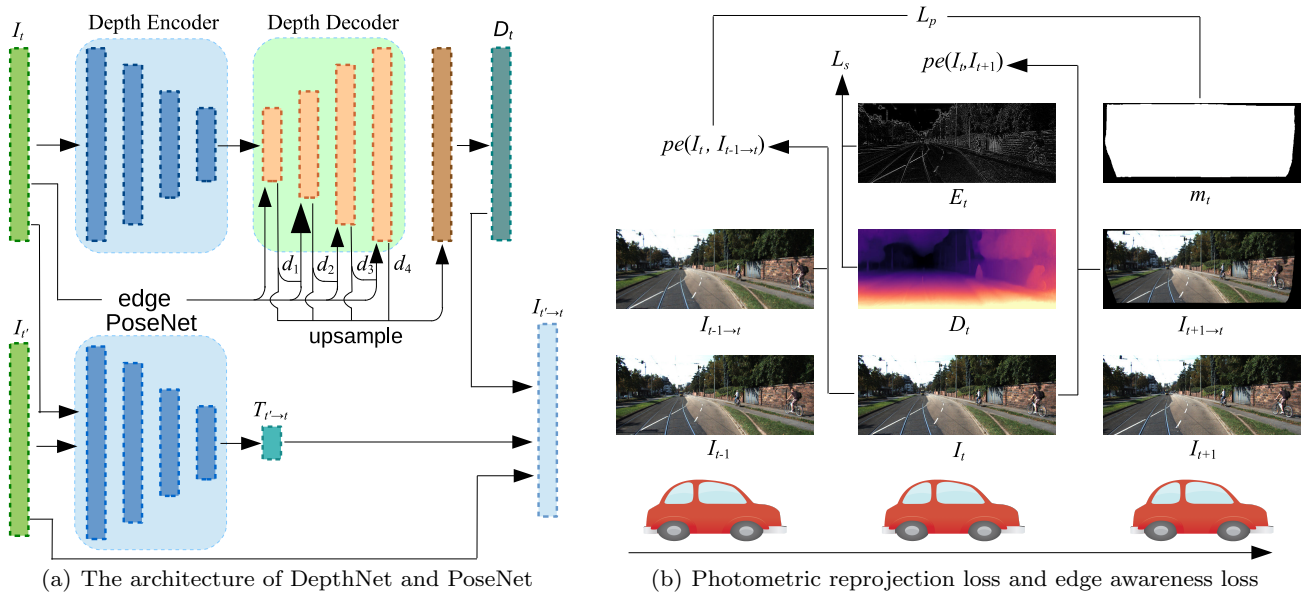 Depth Encoder
Depth Decoder
I_t
D_t
d_1
d_2
d_3
d_4
edge
PoseNet
upsample
I_{t'}
I_{t'→t}
T_{t'→t}
(a) The architecture of DepthNet and PoseNet
L_p
L_s
pe(I_t,I_{t+1})
pe(I_t, I_{t-1→t})
E_t
m_t
I_{t-1→t}
D_t
I_{t+1→t}
I_{t-1}
I_t
I_{t+1}
(b) Photometric reprojection loss and edge awareness loss